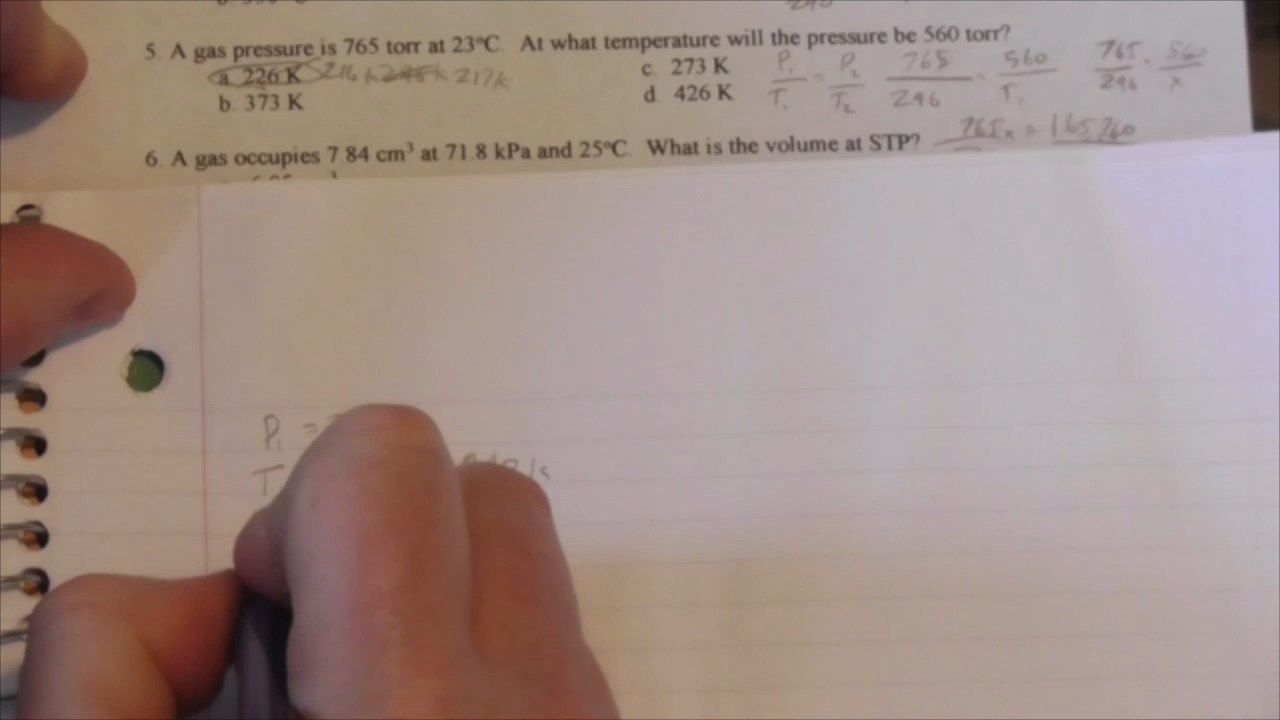 5. A gas pressure is 765 torr at 23°C. At what temperature will the pressure be 560 torr?
a. 226 K 216 K 217K
b. 373 K
c. 273 K
d. 426 K
P₁/T₁ = P₂/T₂ 765/296 = 560/T₂ 765/296 · 560/x
765x = 165760
6. A gas occupies 7.84 cm³ at 71.8 kPa and 25°C. What is the volume at STP?
P₁ =
T